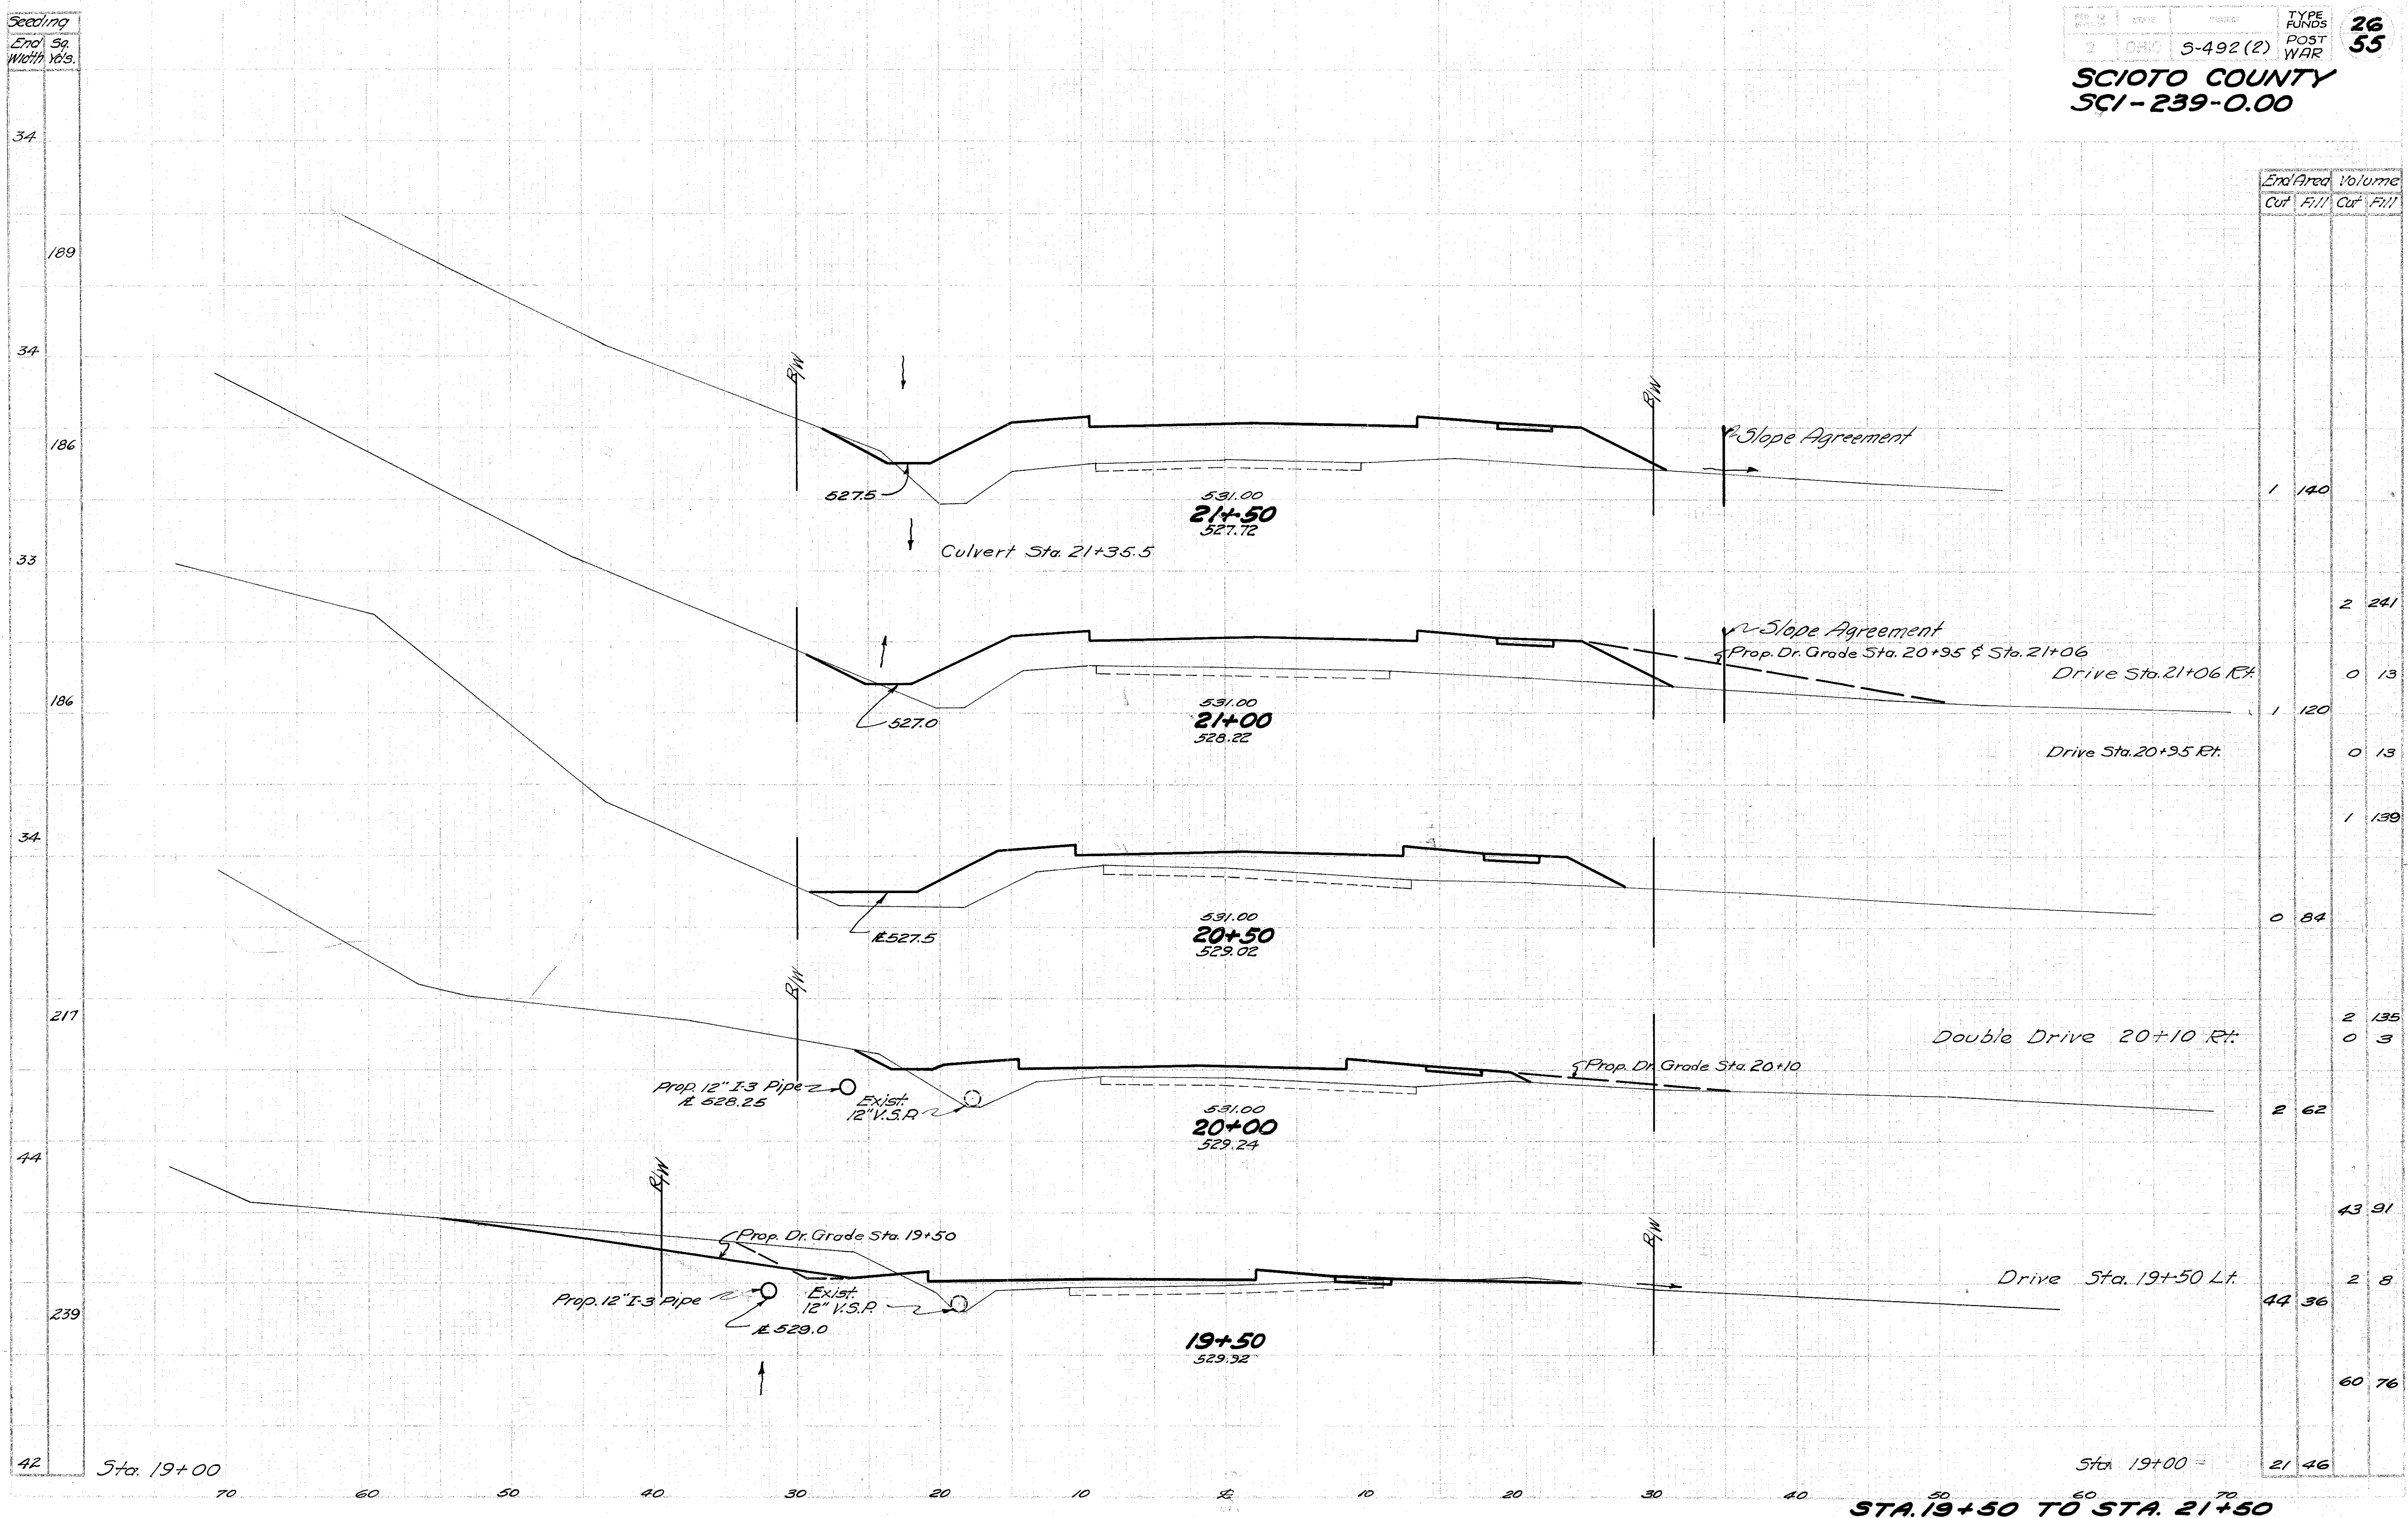 Seeding
End Width Sq. Yds.
34
189
34
186
33
186
34
217
44
239
42
Sta. 19+00
TYPE FUNDS
26
2 OHIO S-492(2) POST WAR
55
SCIOTO COUNTY
SCI-239-0.00
End Area Volume
Cut Fill Cut Fill
R/W
R/W
Slope Agreement
527.5
531.00
21+50
527.72
1 140
Culvert Sta. 21+35.5
2 241
Slope Agreement
Prop. Dr. Grade Sta. 20+95 & Sta. 21+06
Drive Sta. 21+06 Rt.
0 13
527.0
531.00
21+00
528.22
1 120
Drive Sta. 20+95 Rt.
0 13
1 139
℄ 527.5
531.00
20+50
529.02
0 84
R/W
2 135
Double Drive 20+10 Rt.
0 3
Prop. Dr. Grade Sta. 20+10
Prop. 12" I-3 Pipe
℄ 528.25
Exist.
12" V.S.P.
531.00
20+00
529.24
2 62
R/W
43 91
Prop. Dr. Grade Sta. 19+50
R/W
Drive Sta. 19+50 Lt.
2 8
Prop. 12" I-3 Pipe
Exist.
12" V.S.P.
℄ 529.0
44 36
19+50
529.92
60 76
Sta. 19+00
21 46
70 60 50 40 30 20 10 ℄ 10 20 30 40 50 60 70
STA. 19+50 TO STA. 21+50